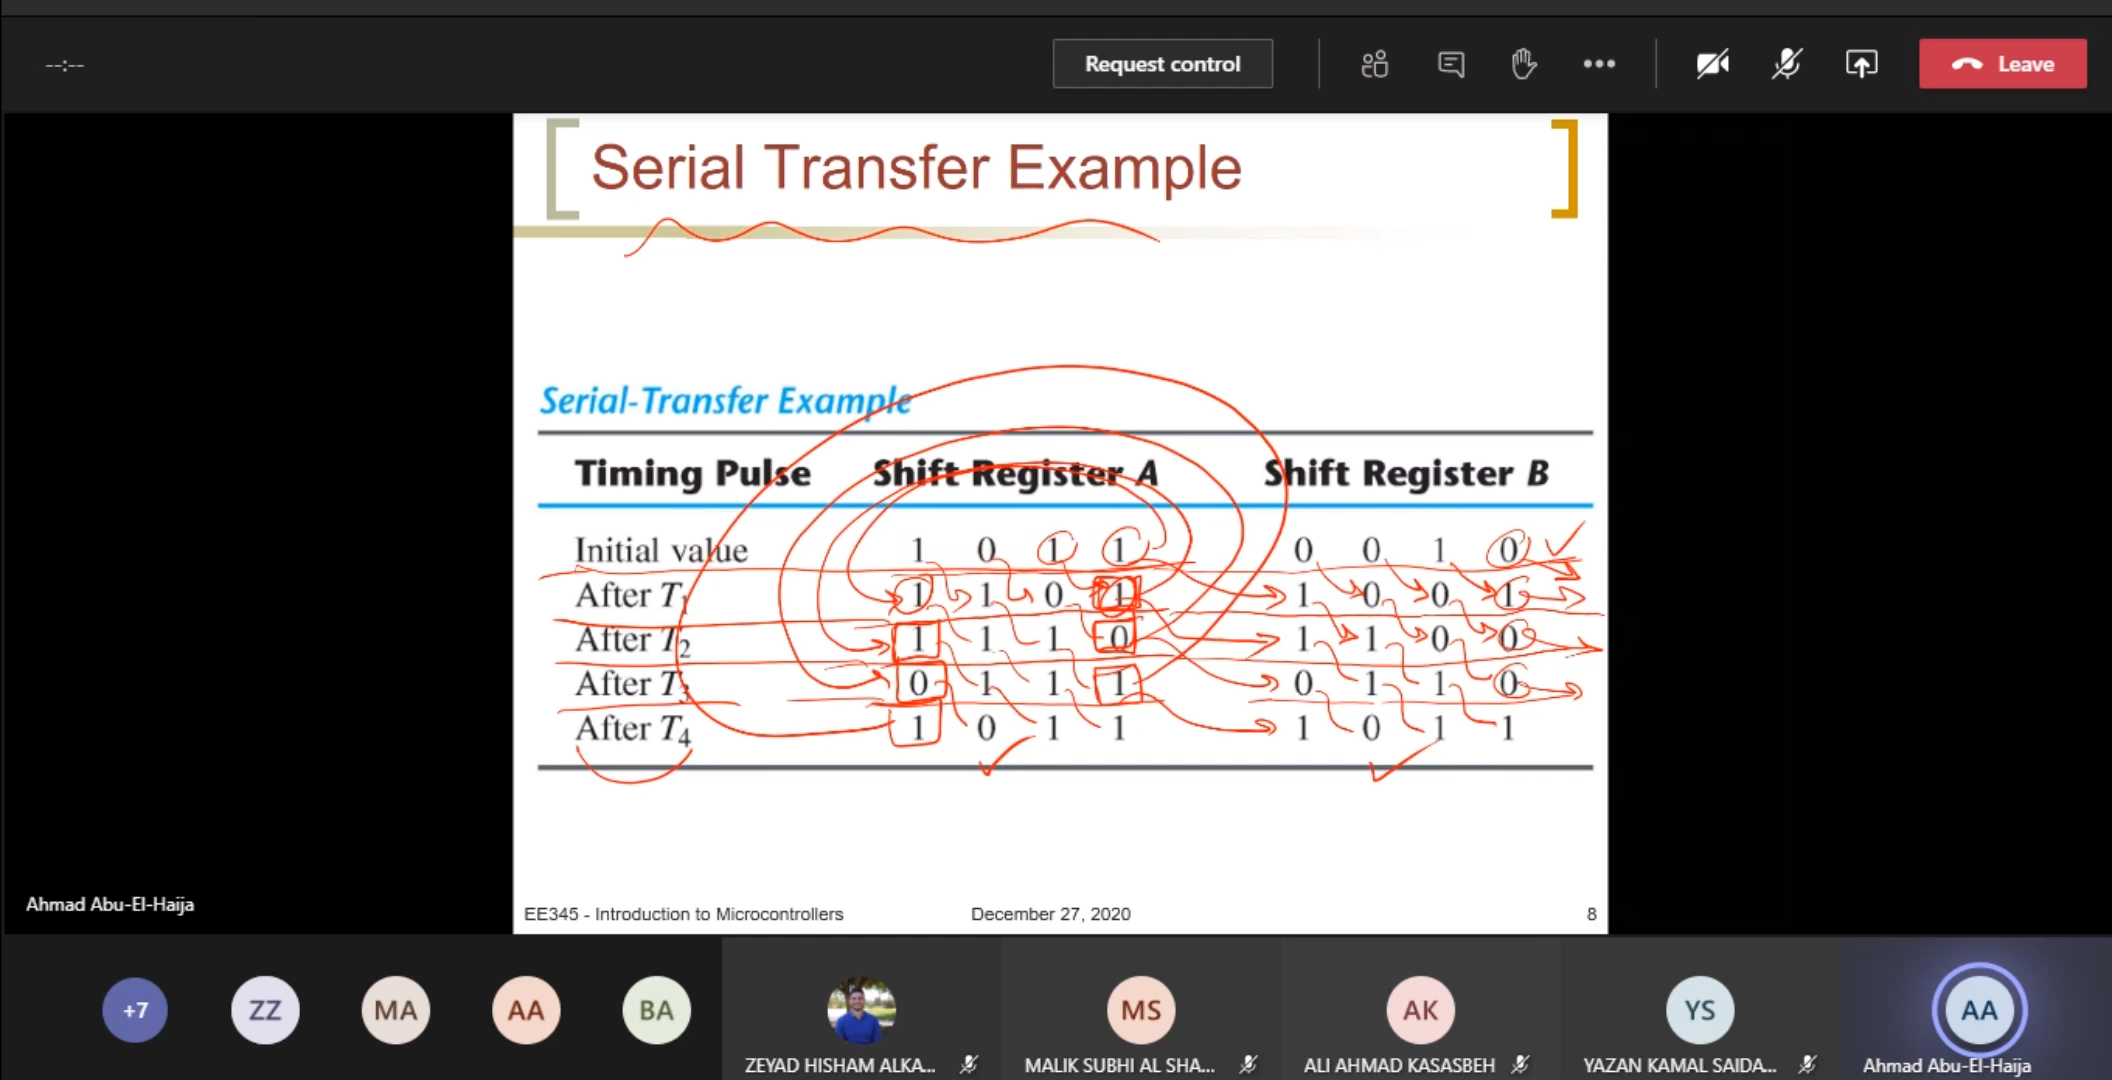 --:--
Request control
Leave
Serial Transfer Example
Serial-Transfer Example
Timing Pulse Shift Register A Shift Register B
Initial value 1 0 1 1 0 0 1 0
After T1 1 1 0 1 1 0 0 1
After T2 1 1 1 0 1 1 0 0
After T3 0 1 1 1 0 1 1 0
After T4 1 0 1 1 1 0 1 1
Ahmad Abu-El-Haija
EE345 - Introduction to Microcontrollers December 27, 2020 8
+7 ZZ MA AA BA MS AK YS AA
ZEYAD HISHAM ALKA... MALIK SUBHI AL SHA... ALI AHMAD KASASBEH YAZAN KAMAL SAIDA... Ahmad Abu-El-Haija